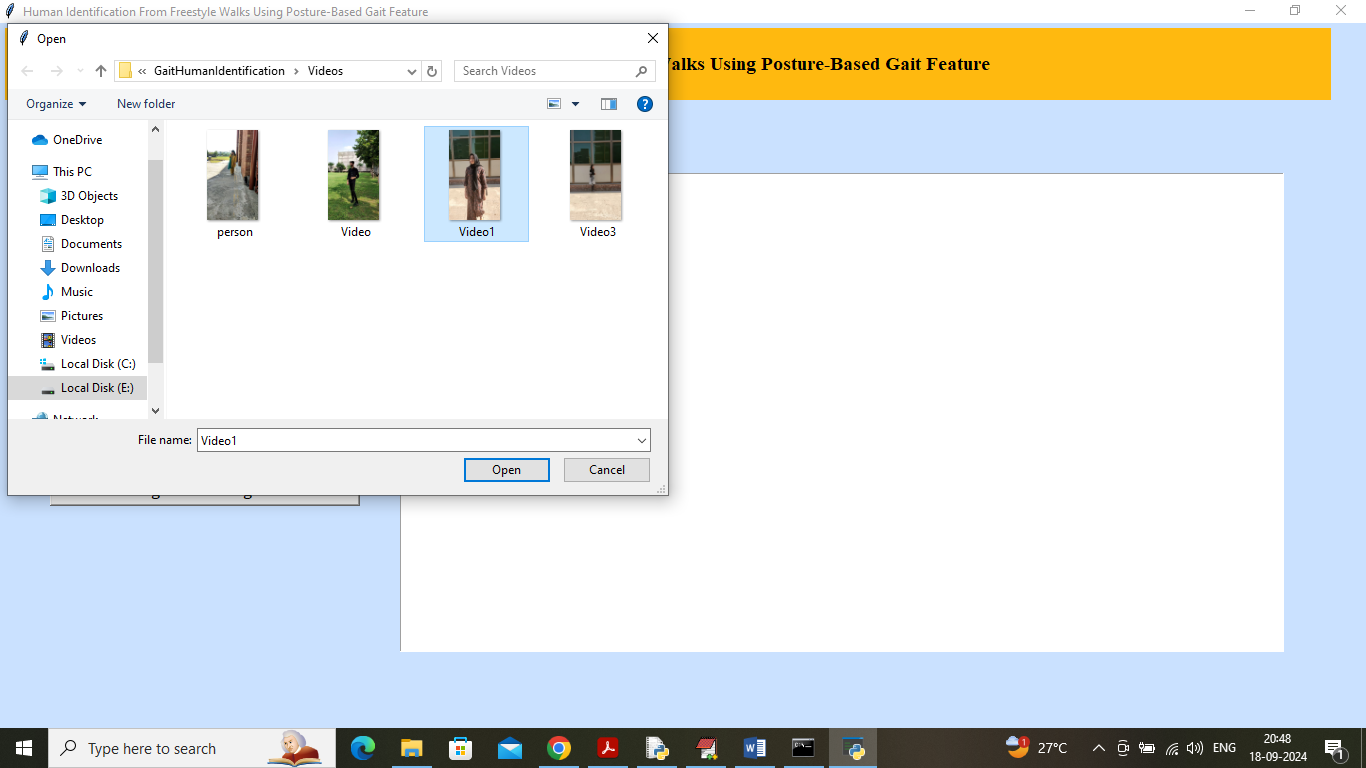 Human Identification From Freestyle Walks Using Posture-Based Gait Feature
Open
Walks Using Posture-Based Gait Feature
« GaitHumanIdentification › Videos
Search Videos
Organize
New folder
OneDrive
This PC
3D Objects
Desktop
Documents
Downloads
Music
Pictures
Videos
Local Disk (C:)
Local Disk (E:)
Network
person
Video
Video1
Video3
File name: Video1
Open
Cancel
Type here to search
27°C
ENG
20:48
18-09-2024
1